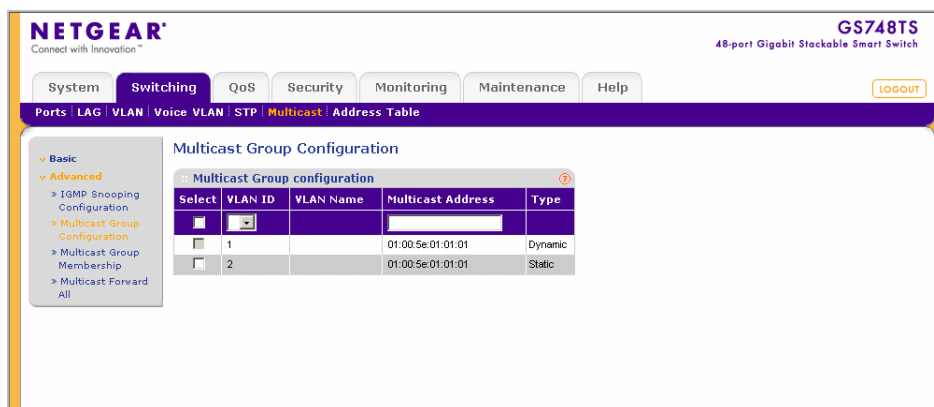 NETGEAR®
Connect with Innovation™
GS748TS
48-port Gigabit Stackable Smart Switch
System Switching QoS Security Monitoring Maintenance Help
LOGOUT
Ports LAG VLAN Voice VLAN STP Multicast Address Table
Basic
Advanced
» IGMP Snooping
Configuration
» Multicast Group
Configuration
» Multicast Group
Membership
» Multicast Forward
All
Multicast Group Configuration
Multicast Group configuration ?
Select VLAN ID VLAN Name Multicast Address Type
1 01:00:5e:01:01:01 Dynamic
2 01:00:5e:01:01:01 Static